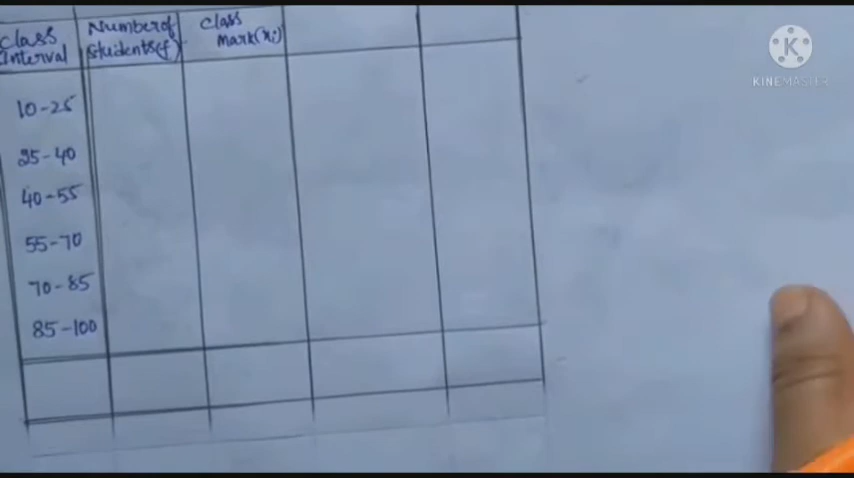 Class Interval
Number of students(f)
Class Mark(xi)
10-25
25-40
40-55
55-70
70-85
85-100
K
KINEMASTER